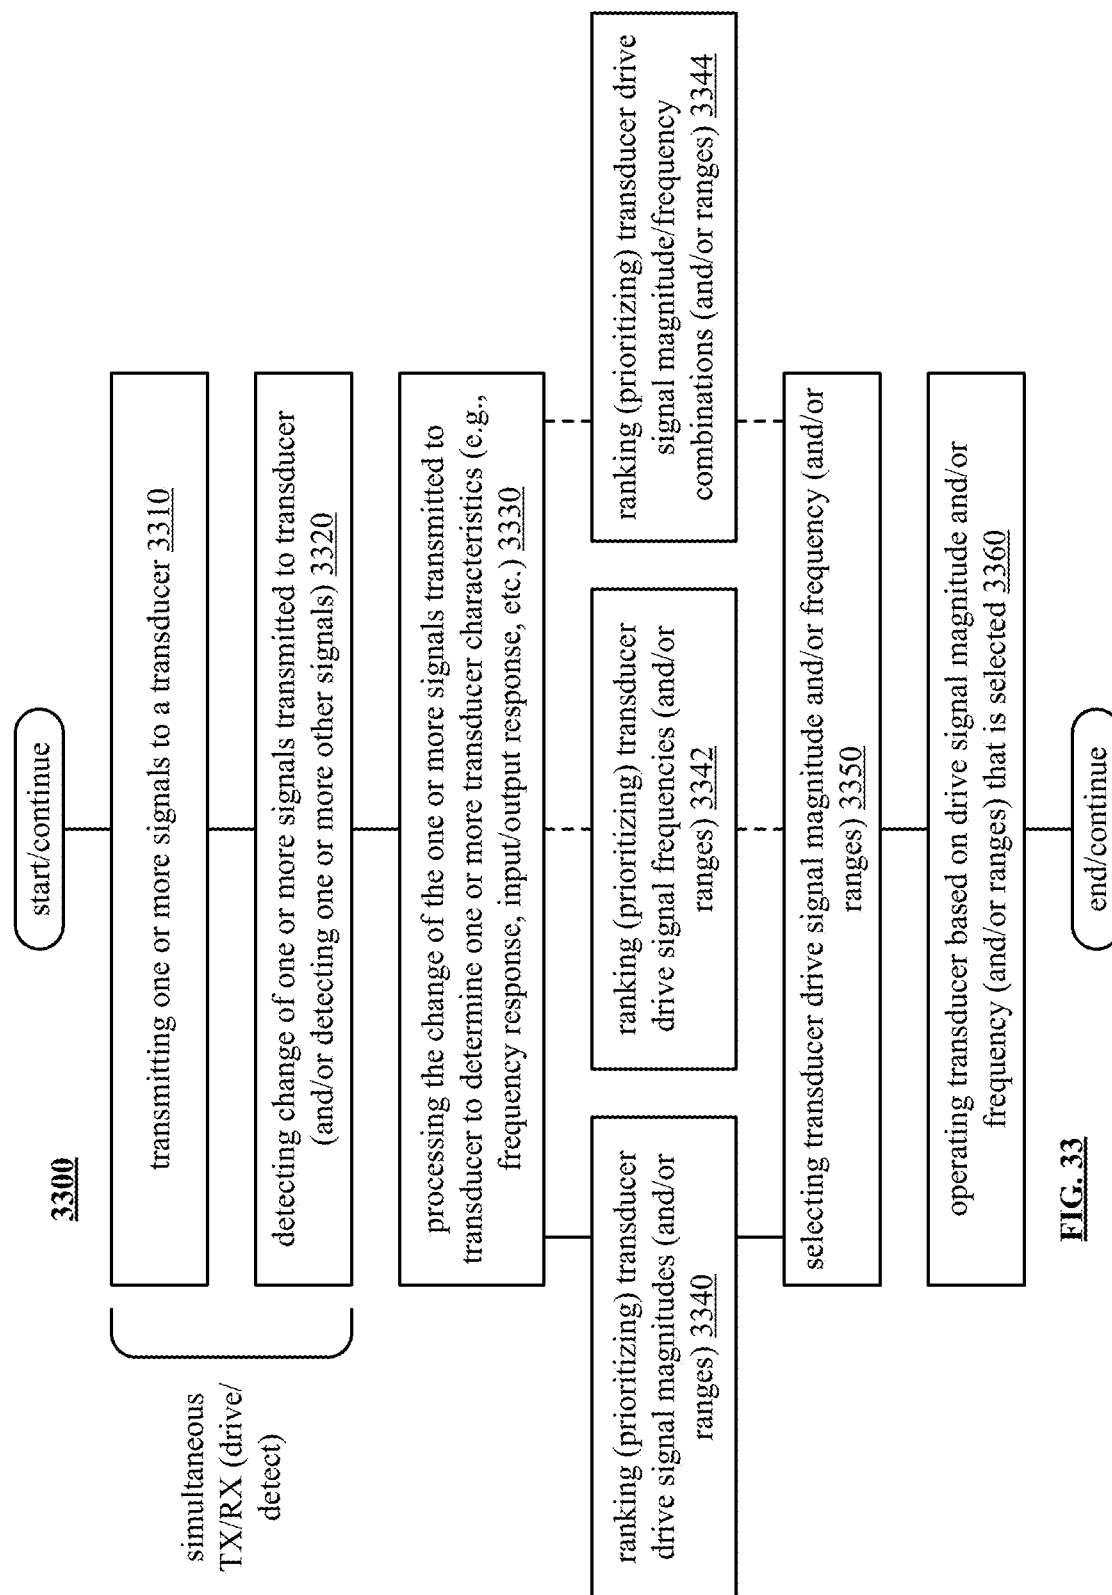 start/continue
3300
simultaneous
TX/RX (drive/
detect)
transmitting one or more signals to a transducer 3310
detecting change of one or more signals transmitted to transducer
(and/or detecting one or more other signals) 3320
processing the change of the one or more signals transmitted to
transducer to determine one or more transducer characteristics (e.g.,
frequency response, input/output response, etc.) 3330
ranking (prioritizing) transducer
drive signal magnitudes (and/or
ranges) 3340
ranking (prioritizing) transducer
drive signal frequencies (and/or
ranges) 3342
ranking (prioritizing) transducer drive
signal magnitude/frequency
combinations (and/or ranges) 3344
selecting transducer drive signal magnitude and/or frequency (and/or
ranges) 3350
operating transducer based on drive signal magnitude and/or
frequency (and/or ranges) that is selected 3360
end/continue
FIG. 33